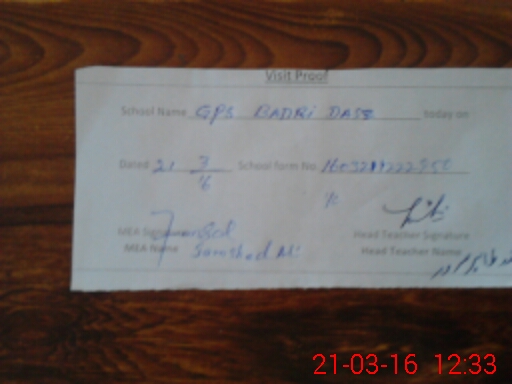 Visit Proof
School Name GPS BADRI DASS today on
Dated 21 3/16 School form No.
I/C
MEA Signature Head Teacher Signature
MEA Name Jamshed Ali Head Teacher Name
21-03-16 12:33